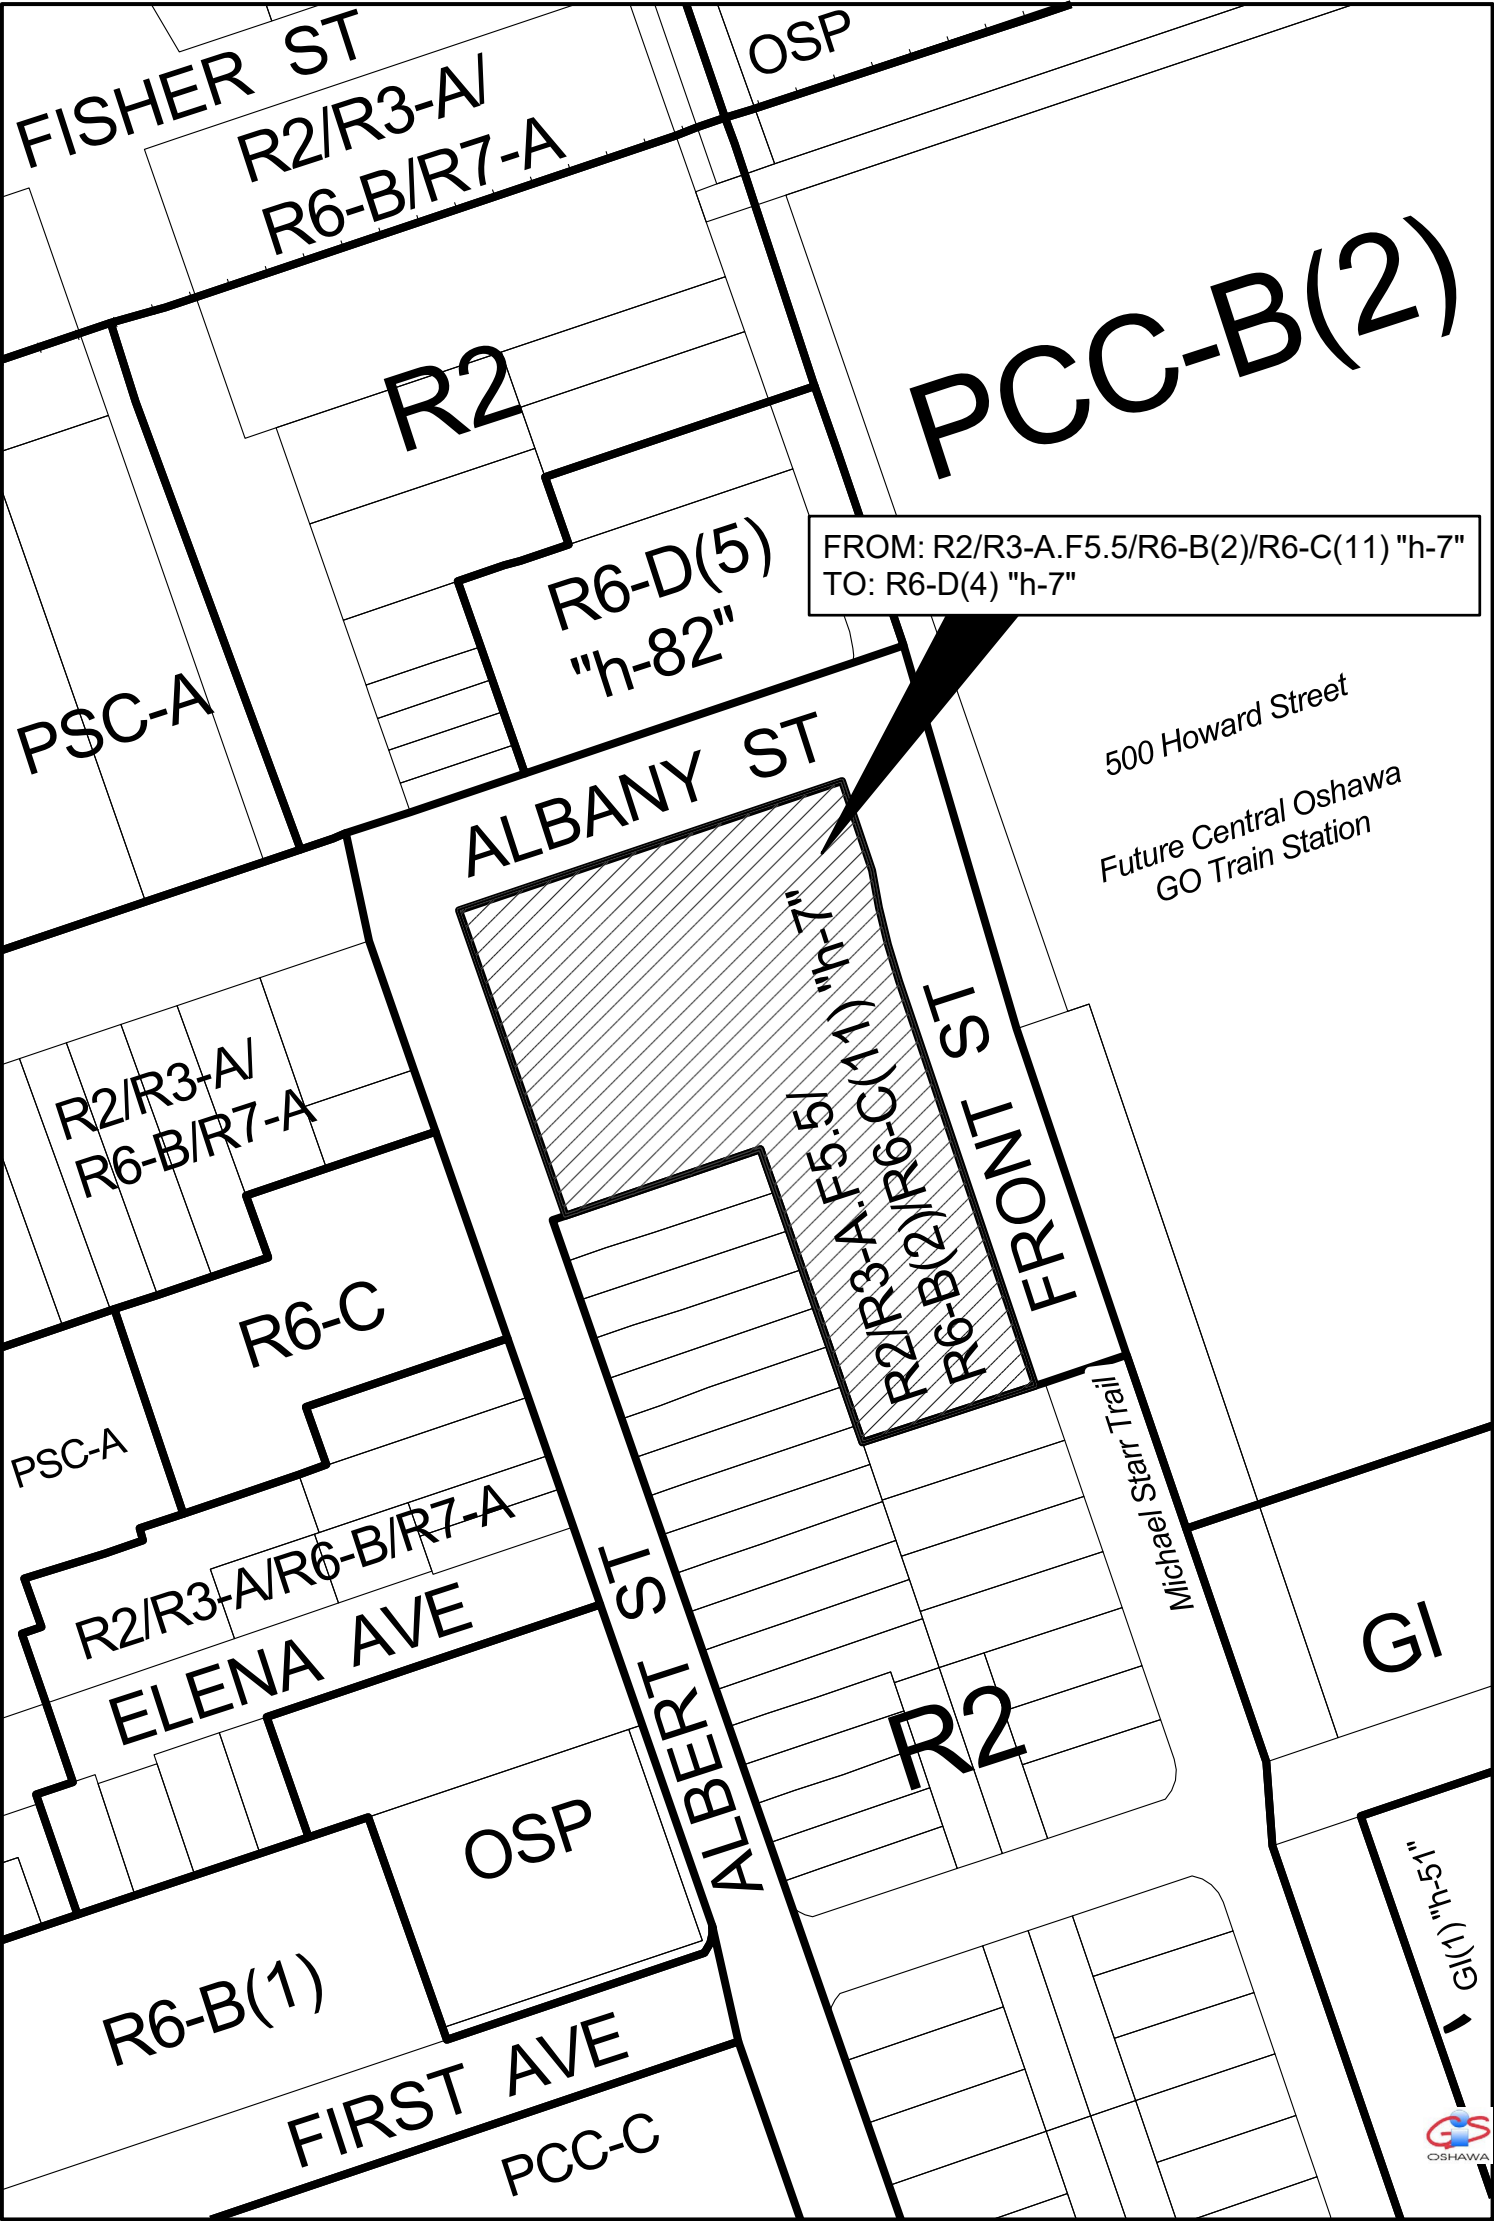 FISHER ST
R2/R3-A/
R6-B/R7-A
OSP
PCC-B(2)
R2
R6-D(5)
"h-82"
FROM: R2/R3-A.F5.5/R6-B(2)/R6-C(11) "h-7"
TO: R6-D(4) "h-7"
PSC-A
500 Howard Street
Future Central Oshawa
GO Train Station
ALBANY ST
R2/R3-A.F5.5/
R6-B(2)/R6-C(11) "h-7"
FRONT ST
R2/R3-A/
R6-B/R7-A
R6-C
PSC-A
Michael Starr Trail
R2/R3-A/R6-B/R7-A
ELENA AVE
ALBERT ST
GI
R2
OSP
GI(1) "h-51"
R6-B(1)
FIRST AVE
PCC-C
GiS
OSHAWA